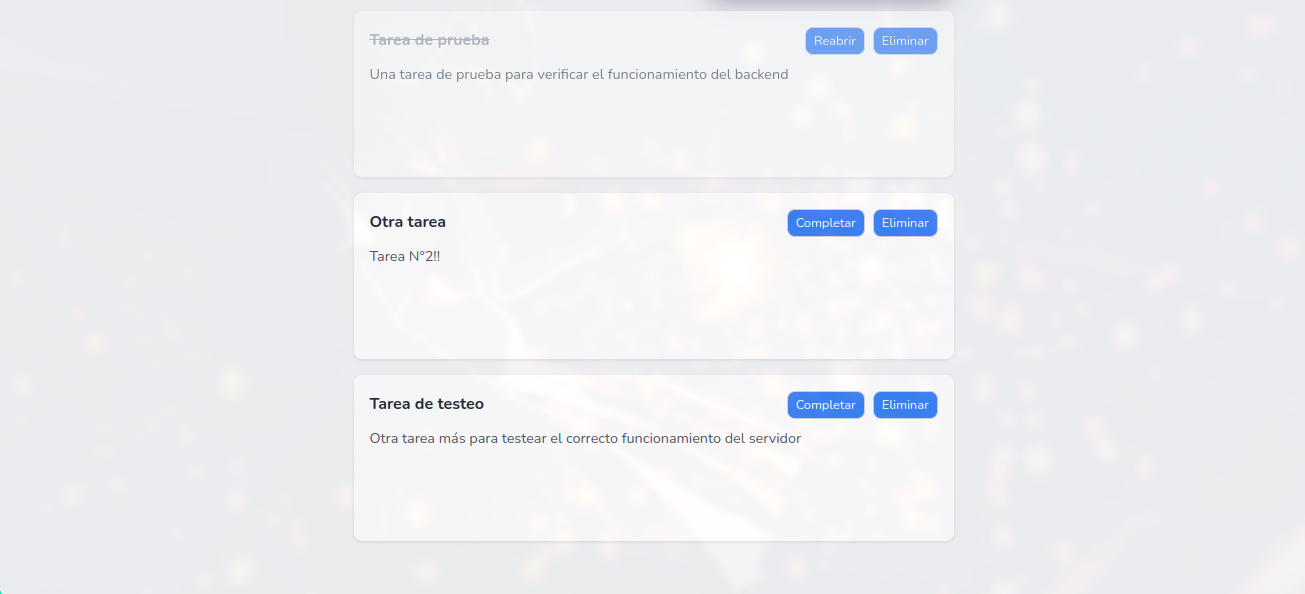 Tarea de prueba
Reabrir
Eliminar
Una tarea de prueba para verificar el funcionamiento del backend
Otra tarea
Completar
Eliminar
Tarea N°2!!
Tarea de testeo
Completar
Eliminar
Otra tarea más para testear el correcto funcionamiento del servidor